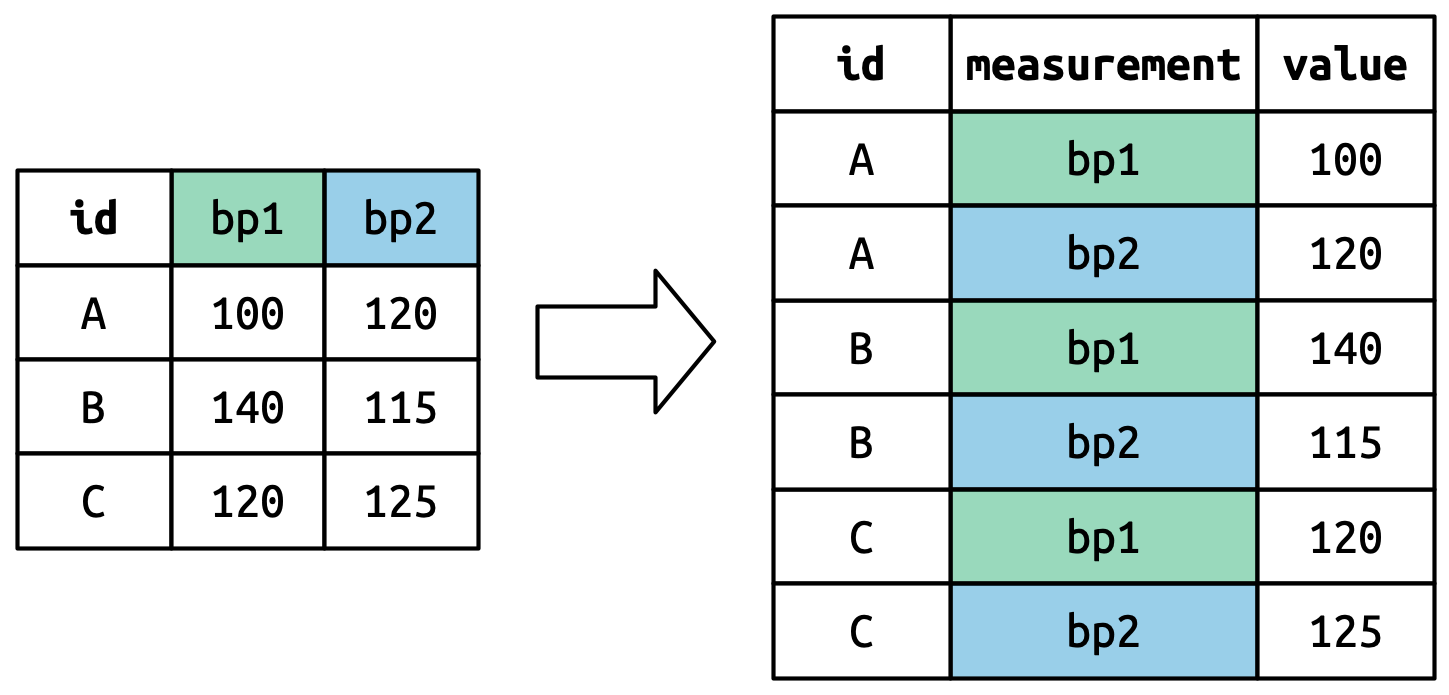 id bp1 bp2
A 100 120
B 140 115
C 120 125
id measurement value
A bp1 100
A bp2 120
B bp1 140
B bp2 115
C bp1 120
C bp2 125